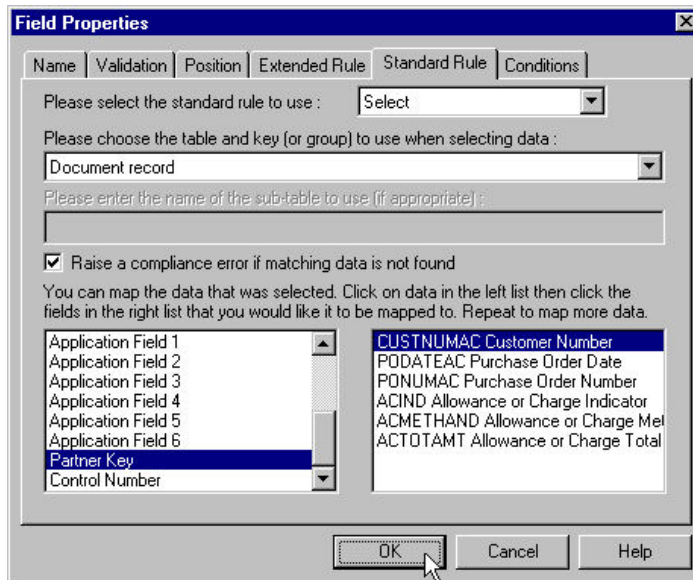 Field Properties
Name Validation Position Extended Rule Standard Rule Conditions
Please select the standard rule to use : Select
Please choose the table and key (or group) to use when selecting data :
Document record
Please enter the name of the sub-table to use (if appropriate) :
Raise a compliance error if matching data is not found
You can map the data that was selected. Click on data in the left list then click the
fields in the right list that you would like it to be mapped to. Repeat to map more data.
Application Field 1
Application Field 2
Application Field 3
Application Field 4
Application Field 5
Application Field 6
Partner Key
Control Number
CUSTNUMAC Customer Number
PODATEAC Purchase Order Date
PONUMAC Purchase Order Number
ACIND Allowance or Charge Indicator
ACMETHAND Allowance or Charge Met
ACTOTAMT Allowance or Charge Total
OK Cancel Help